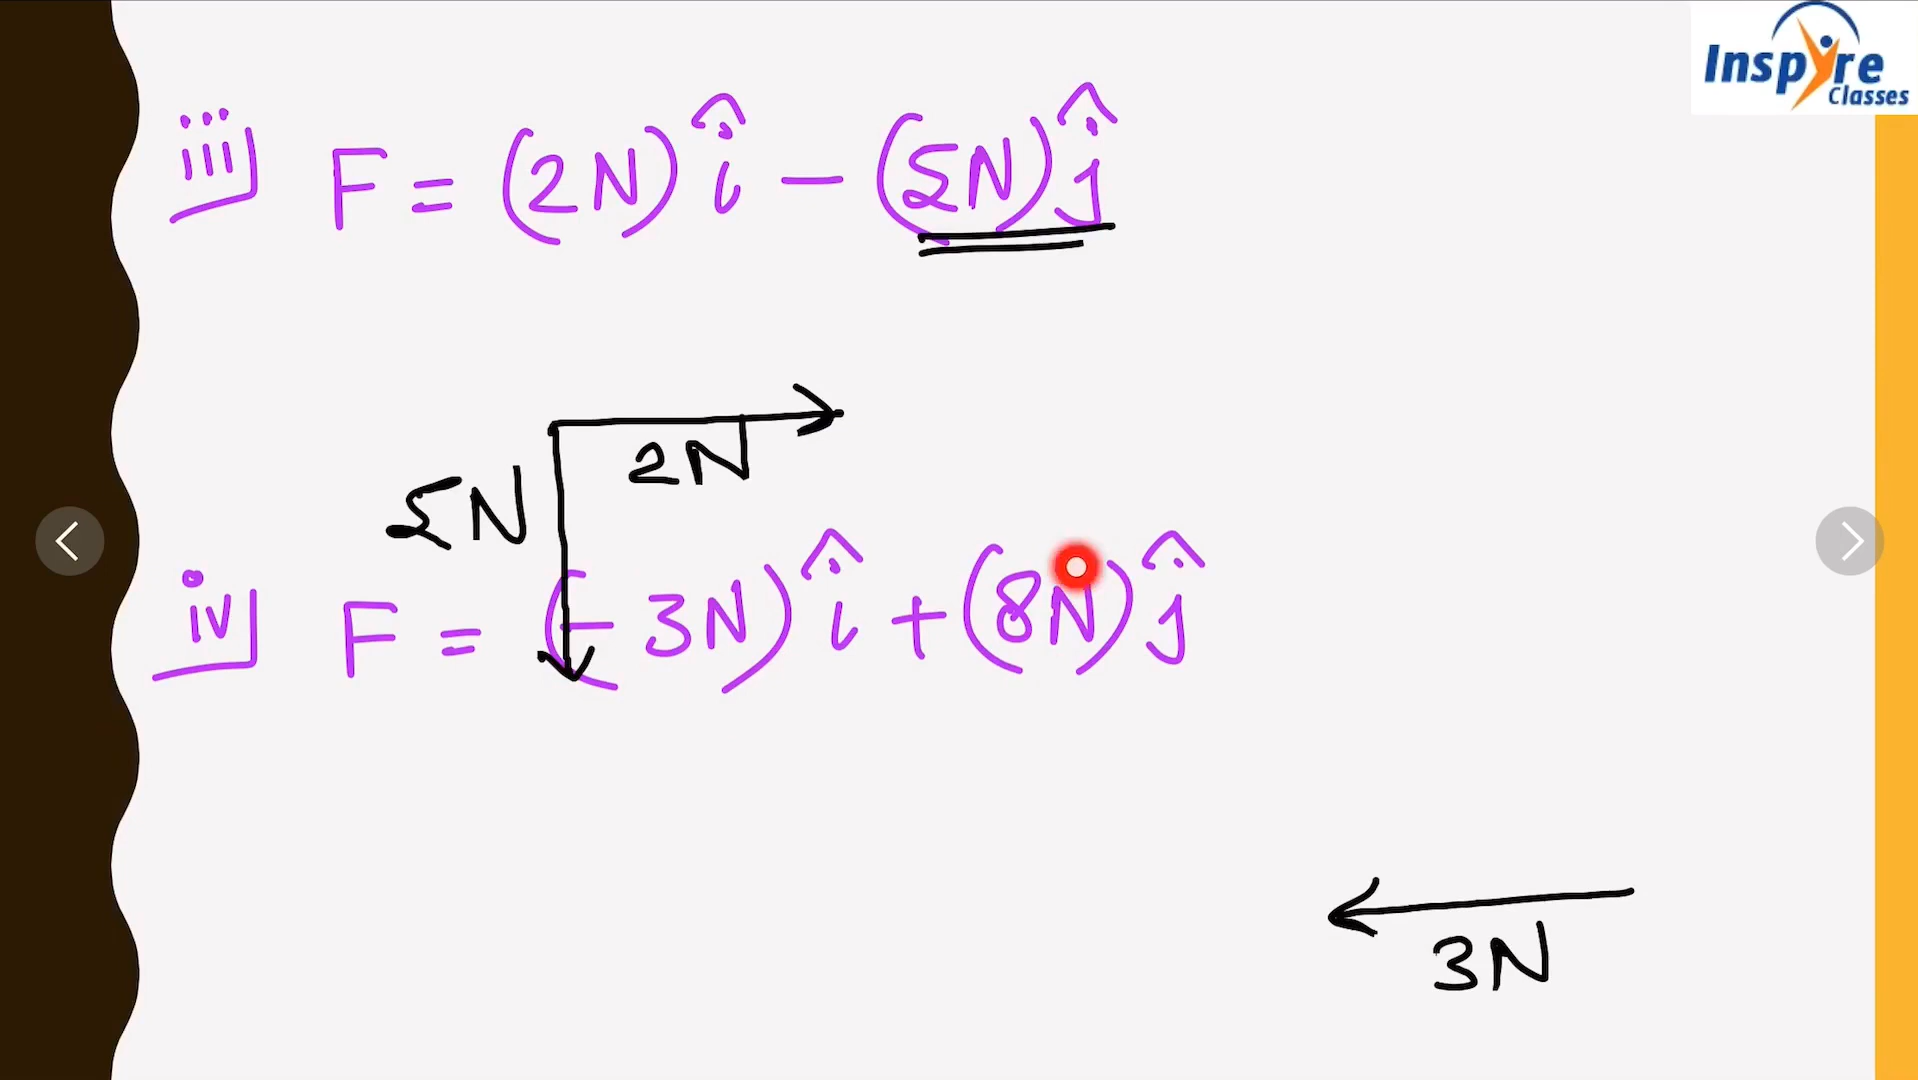 Inspyre
Classes
iii) F = (2N) î - (5N) ĵ
2N
5N
iv) F = (-3N) î + (8N) ĵ
3N